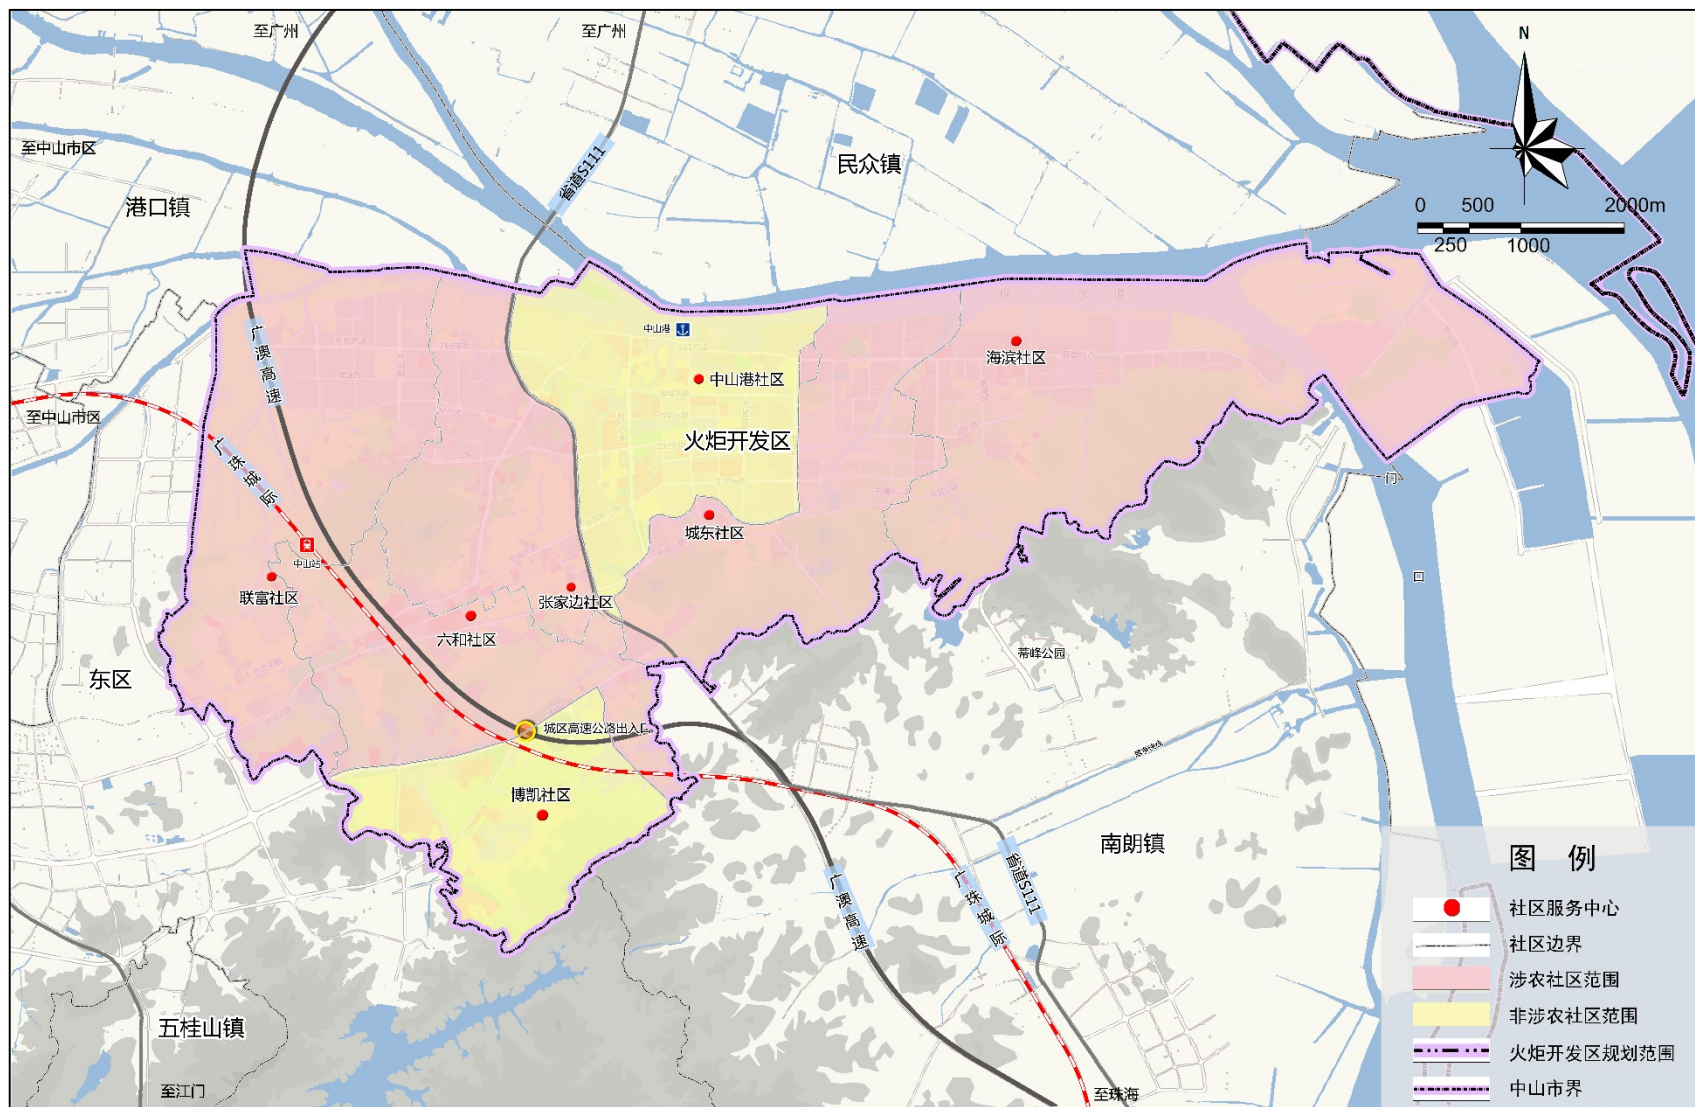 至广州
至广州
N
至中山市区
省道S111
民众镇
港口镇
0 500 2000m
250 1000
横门水道
广澳高速
中山港
海滨社区
中山港社区
至中山市区
火炬开发区
广珠城际
门
城东社区
中山站
口
联富社区
张家边社区
六和社区
蒂峰公园
东区
城区高速公路出入口
博凯社区
南朗镇
图 例
省道S111
广澳高速
广珠城际
社区服务中心
社区边界
涉农社区范围
非涉农社区范围
五桂山镇
火炬开发区规划范围
中山市界
至江门
至珠海